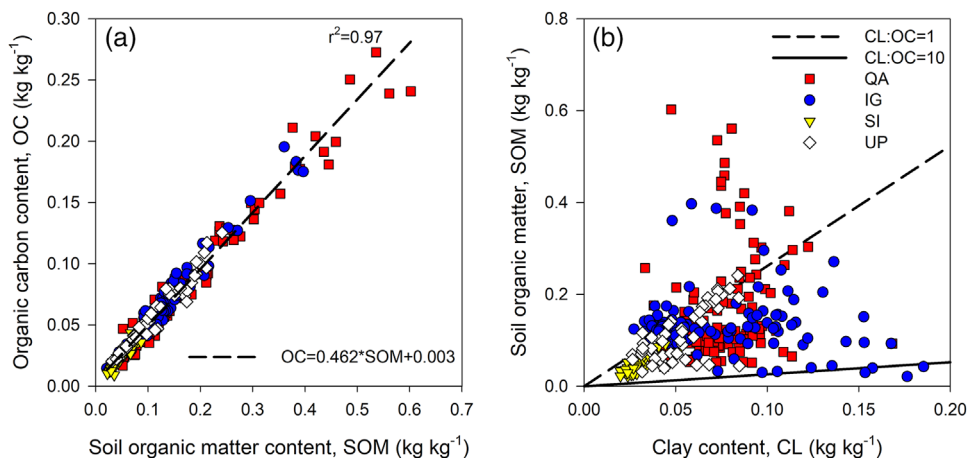 (a)
r²=0.97
OC=0.462*SOM+0.003
Organic carbon content, OC (kg kg⁻¹)
0.30
0.25
0.20
0.15
0.10
0.05
0.00
0.0 0.1 0.2 0.3 0.4 0.5 0.6 0.7
Soil organic matter content, SOM (kg kg⁻¹)
(b)
CL:OC=1
CL:OC=10
QA
IG
SI
UP
Soil organic matter, SOM (kg kg⁻¹)
0.8
0.6
0.4
0.2
0.0
0.00 0.05 0.10 0.15 0.20
Clay content, CL (kg kg⁻¹)